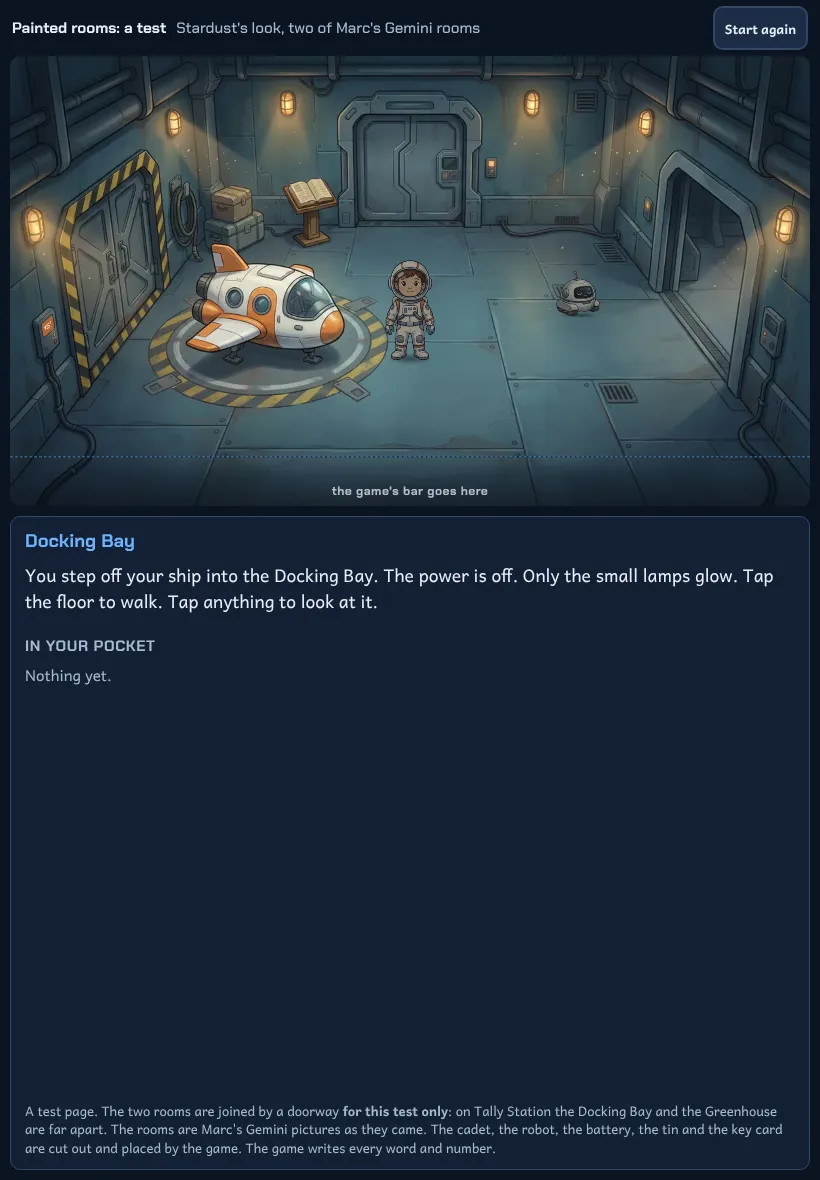 Painted rooms: a test Stardust's look, two of Marc's Gemini rooms
Start again
the game's bar goes here
Docking Bay
You step off your ship into the Docking Bay. The power is off. Only the small lamps glow. Tap
the floor to walk. Tap anything to look at it.
IN YOUR POCKET
Nothing yet.
A test page. The two rooms are joined by a doorway for this test only: on Tally Station the Docking Bay and the Greenhouse
are far apart. The rooms are Marc's Gemini pictures as they came. The cadet, the robot, the battery, the tin and the key card
are cut out and placed by the game. The game writes every word and number.